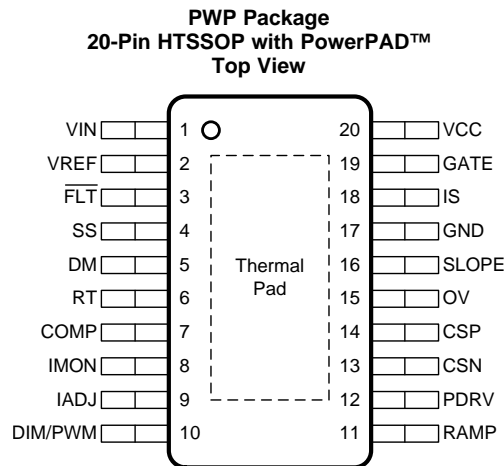 PWP Package
20-Pin HTSSOP with PowerPAD™
Top View
VIN 1 20 VCC
VREF 2 19 GATE
FLT 3 18 IS
SS 4 17 GND
DM 5 16 SLOPE
RT 6 15 OV
COMP 7 14 CSP
IMON 8 13 CSN
IADJ 9 12 PDRV
DIM/PWM 10 11 RAMP
Thermal
Pad